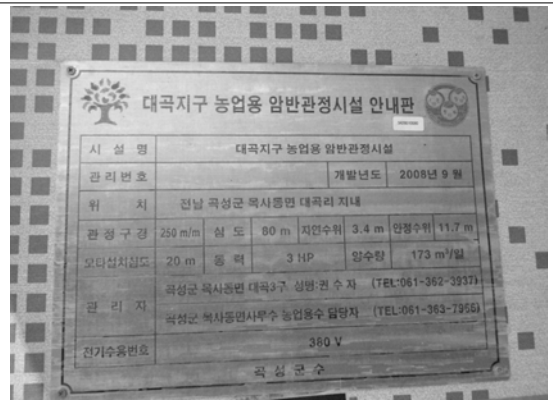 대곡지구 농업용 암반관정시설 안내판
시 설 명 대곡지구 농업용 암반관정시설
관리번호 개발년도 2008년 9월
위 치 전남 곡성군 목사동면 대곡리 지내
관정구경 250 m/m 심 도 80 m 자연수위 3.4 m 안정수위 11.7 m
모타설치심도 20 m 동 력 3 HP 양수량 173 m³/일
관 리 자 곡성군 목사동면 대곡3구 성명:권 수 자 (TEL:061-362-3937)
곡성군 목사동면사무수 농업용수 담당자 (TEL:061-363-7956)
전기수용번호 380 V
곡 성 군 수